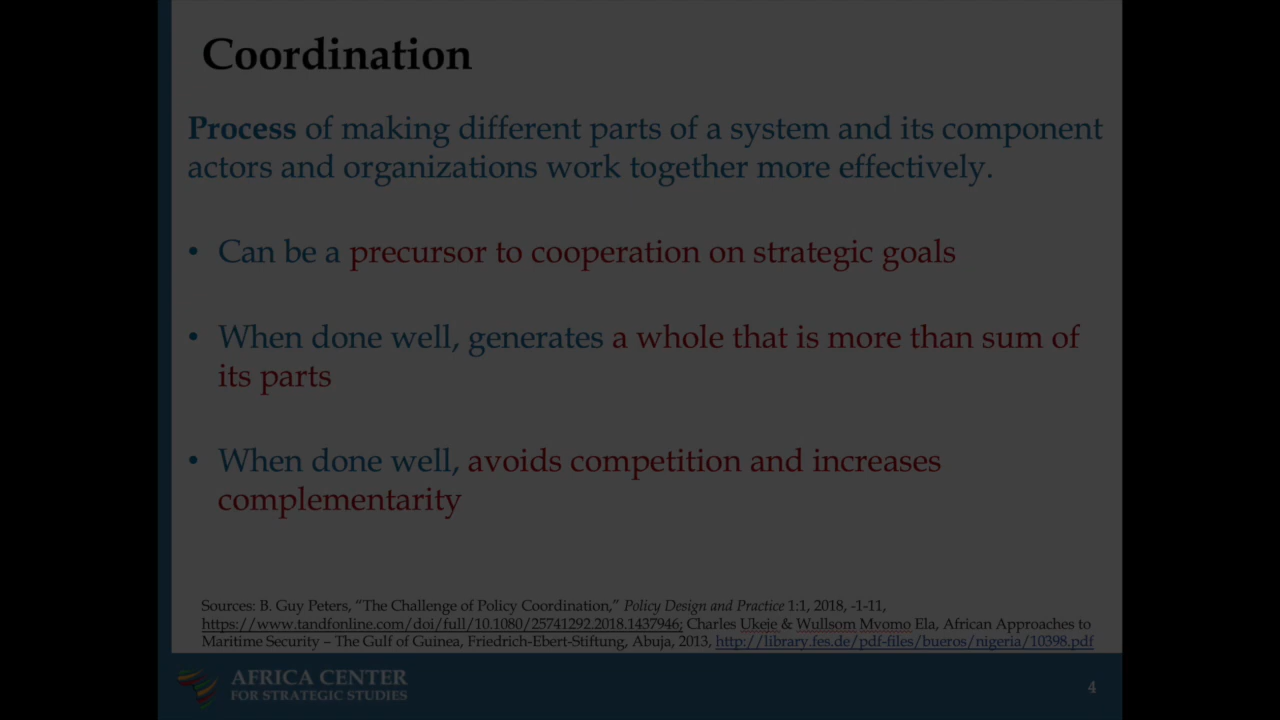 Coordination
Process of making different parts of a system and its component
actors and organizations work together more effectively.
• Can be a precursor to cooperation on strategic goals
• When done well, generates a whole that is more than sum of
its parts
• When done well, avoids competition and increases
complementarity
Sources: B. Guy Peters, “The Challenge of Policy Coordination,” Policy Design and Practice 1:1, 2018, -1-11,
https://www.tandfonline.com/doi/full/10.1080/25741292.2018.1437946; Charles Ukeje & Wullsom Mvomo Ela, African Approaches to
Maritime Security – The Gulf of Guinea, Friedrich-Ebert-Stiftung, Abuja, 2013, http://library.fes.de/pdf-files/bueros/nigeria/10398.pdf
AFRICA CENTER
FOR STRATEGIC STUDIES
4